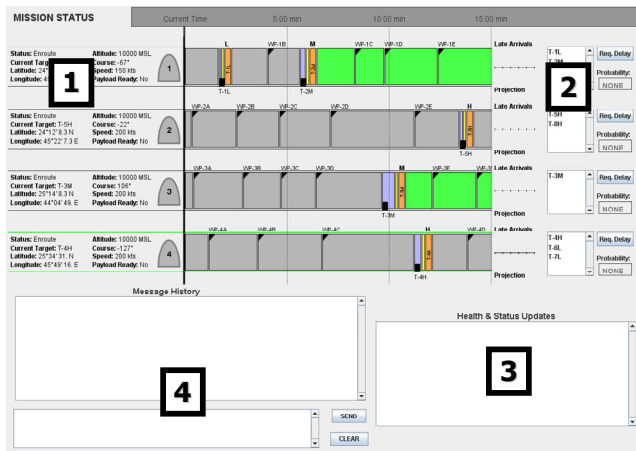 MISSION STATUS
Current Time 5:00 min 10:00 min 15:00 min
L WP-1B M WP-1C WP-1D WP-1E Late Arrivals
Status: Enroute Altitude: 10000 MSL
Current Target: Course: -67°
Latitude: 24° Speed: 150 kts
Longitude: Payload Ready: No
1
T-1L T-2M
T-1L T-2M
Projection
T-1L
Req. Delay
Probability:
NONE
1
2
WP-2A WP-2B WP-2C WP-2D WP-2E H Late Arrivals
Status: Enroute Altitude: 10000 MSL
Current Target: T-5H Course: -22°
Latitude: 24°12' 8.3 N Speed: 200 kts
Longitude: 45°22' 7.3 E Payload Ready: No
2
T-5H
T-5H
Projection
T-5H
T-8H
Req. Delay
Probability:
NONE
WP-3A WP-3B WP-3C WP-3D M WP-3E Late Arrivals
Status: Enroute Altitude: 10000 MSL
Current Target: T-3M Course: 106°
Latitude: 25°14' 8.3 N Speed: 200 kts
Longitude: 44°04' 49. E Payload Ready: No
3
T-3M
T-3M
Projection
T-3M
Req. Delay
Probability:
NONE
WP-4A WP-4B WP-4C H WP-4D Late Arrivals
Status: Enroute Altitude: 10000 MSL
Current Target: T-4H Course: -127°
Latitude: 25°34' 31. N Speed: 200 kts
Longitude: 45°49' 16. E Payload Ready: No
4
T-4H
T-4H
Projection
T-4H
T-6L
T-7L
Req. Delay
Probability:
NONE
Message History
Health & Status Updates
3
4
SEND
CLEAR